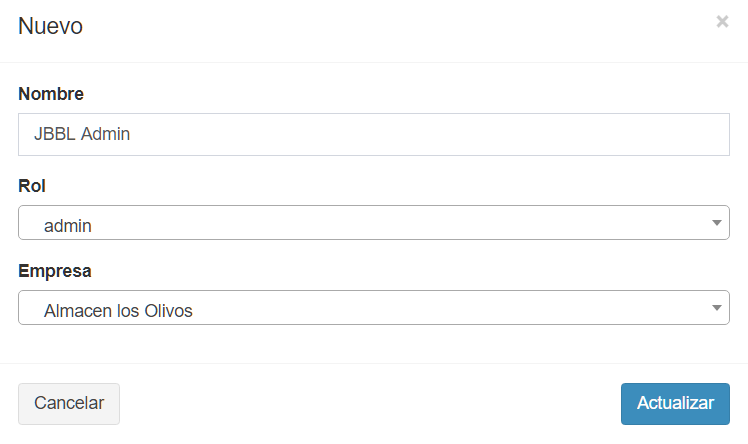 Nuevo
×
Nombre
JBBL Admin
Rol
admin
Empresa
Almacen los Olivos
Cancelar
Actualizar